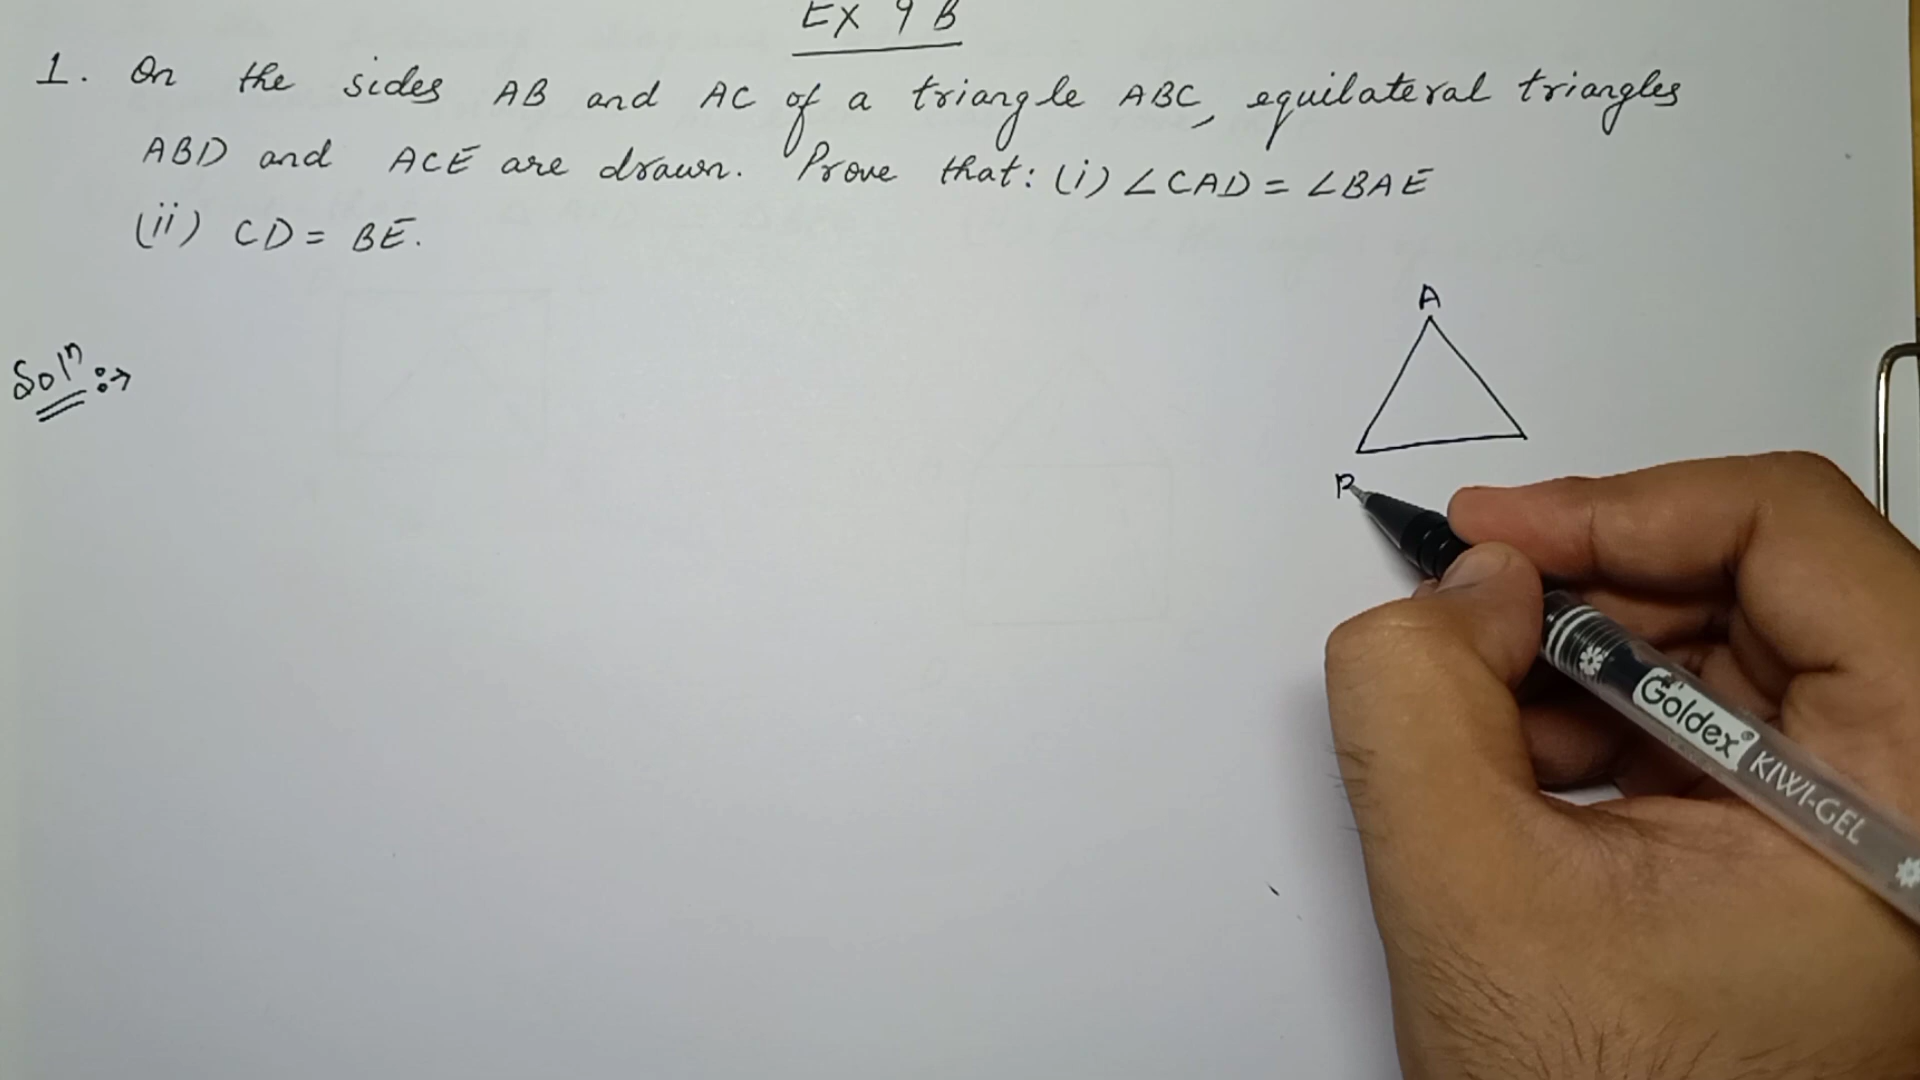 Ex 9 B
1. On the sides AB and AC of a triangle ABC, equilateral triangles
ABD and ACE are drawn. Prove that: (i) ∠CAD = ∠BAE
(ii) CD = BE.
Solⁿ :→
A
B
Goldex® KIWI-GEL